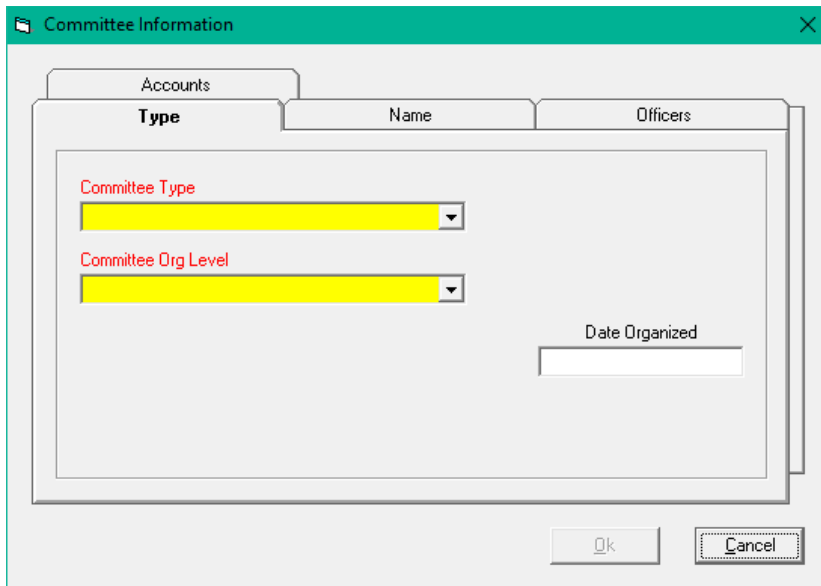 Committee Information
Accounts
Type Name Officers
Committee Type
Committee Org Level
Date Organized
Ok Cancel